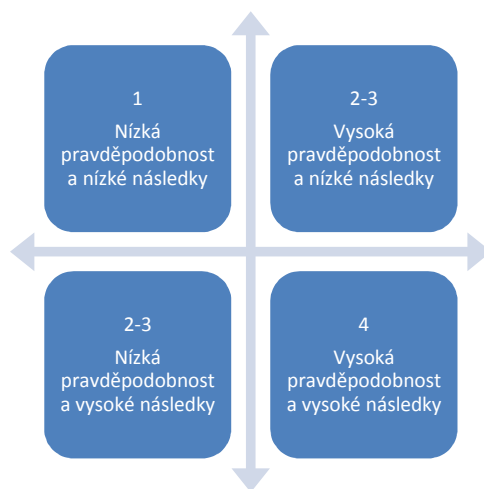 1
Nízká
pravděpodobnost
a nízké následky
2-3
Vysoká
pravděpodobnost
a nízké následky
2-3
Nízká
pravděpodobnost
a vysoké následky
4
Vysoká
pravděpodobnost
a vysoké následky